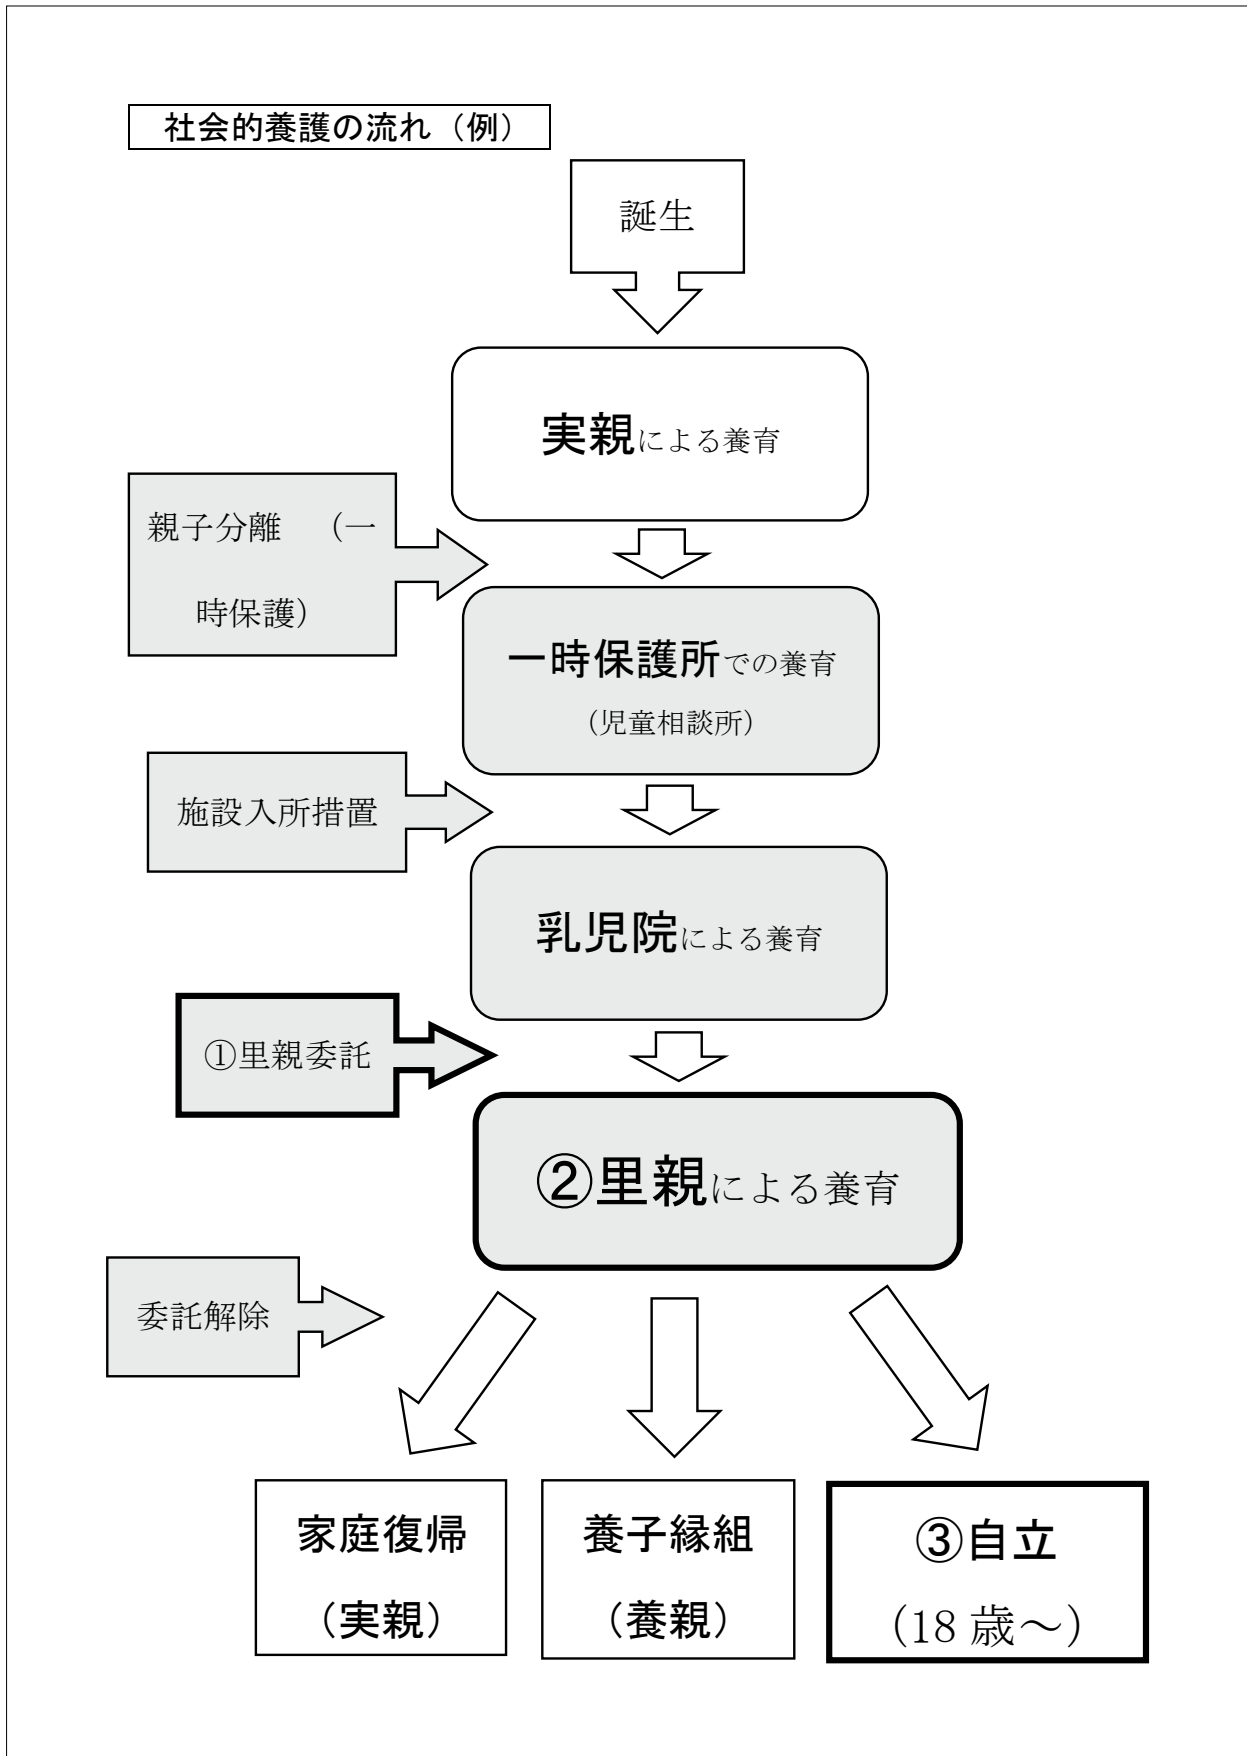 社会的養護の流れ（例）
誕生
実親による養育
親子分離　（一
時保護）
一時保護所での養育
（児童相談所）
施設入所措置
乳児院による養育
①里親委託
②里親による養育
委託解除
家庭復帰
（実親）
養子縁組
（養親）
③自立
（18 歳～）